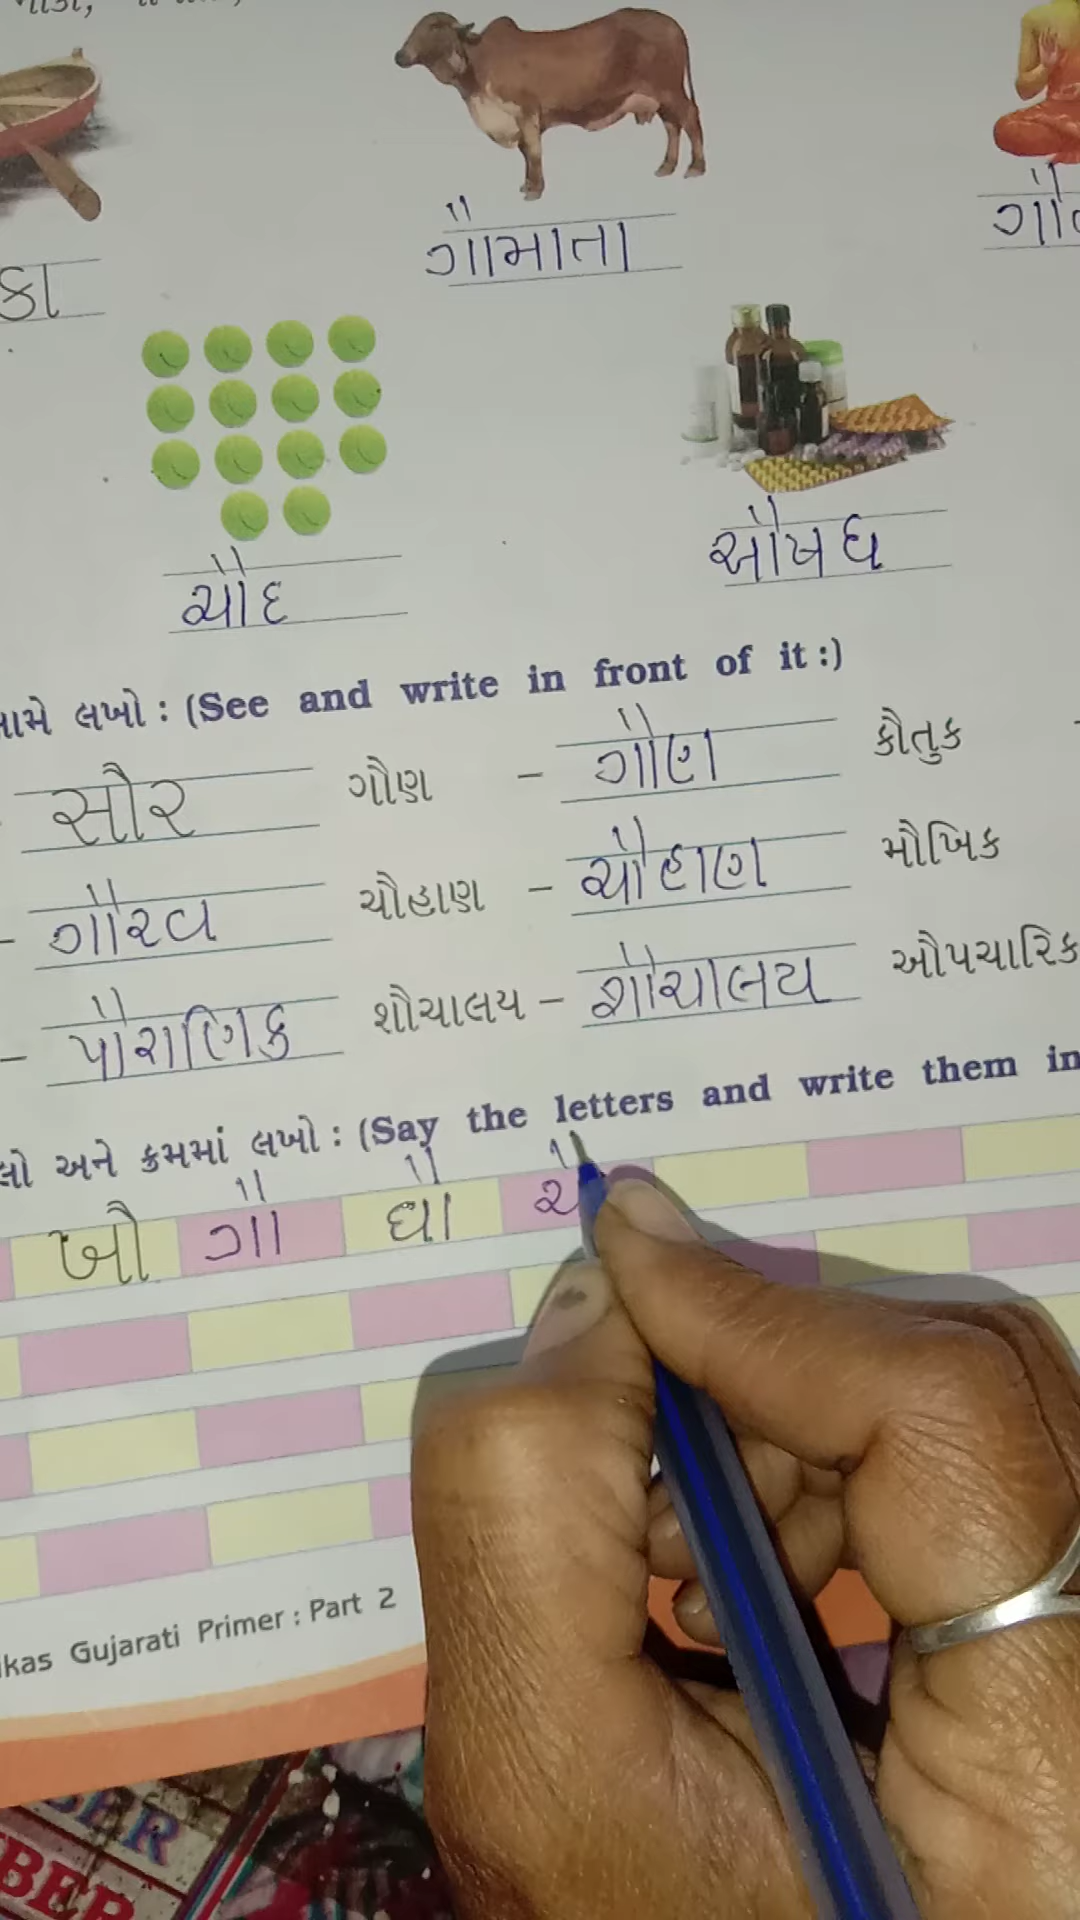 ગૌમાતા
કા
ચૌદ
ઔષધ
સામે લખો : (See and write in front of it :)
સૌર ગૌણ - ગૌણ કૌતુક
- ગૌરવ ચૌહાણ - ચૌહાણ મૌખિક
- પૌરાણિક શૌચાલય - શૌચાલય ઔપચારિક
અને ક્રમમાં લખો : (Say the letters and write them in
ખૌ ગૌ ઘૌ
Gujarati Primer : Part 2